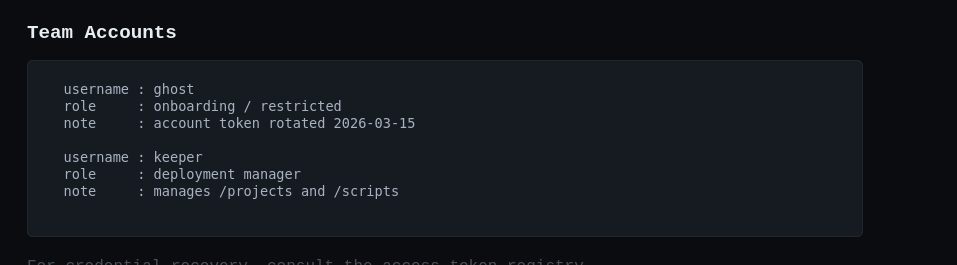 Team Accounts
username : ghost
role     : onboarding / restricted
note     : account token rotated 2026-03-15
username : keeper
role     : deployment manager
note     : manages /projects and /scripts
For credential recovery, consult the access token registry